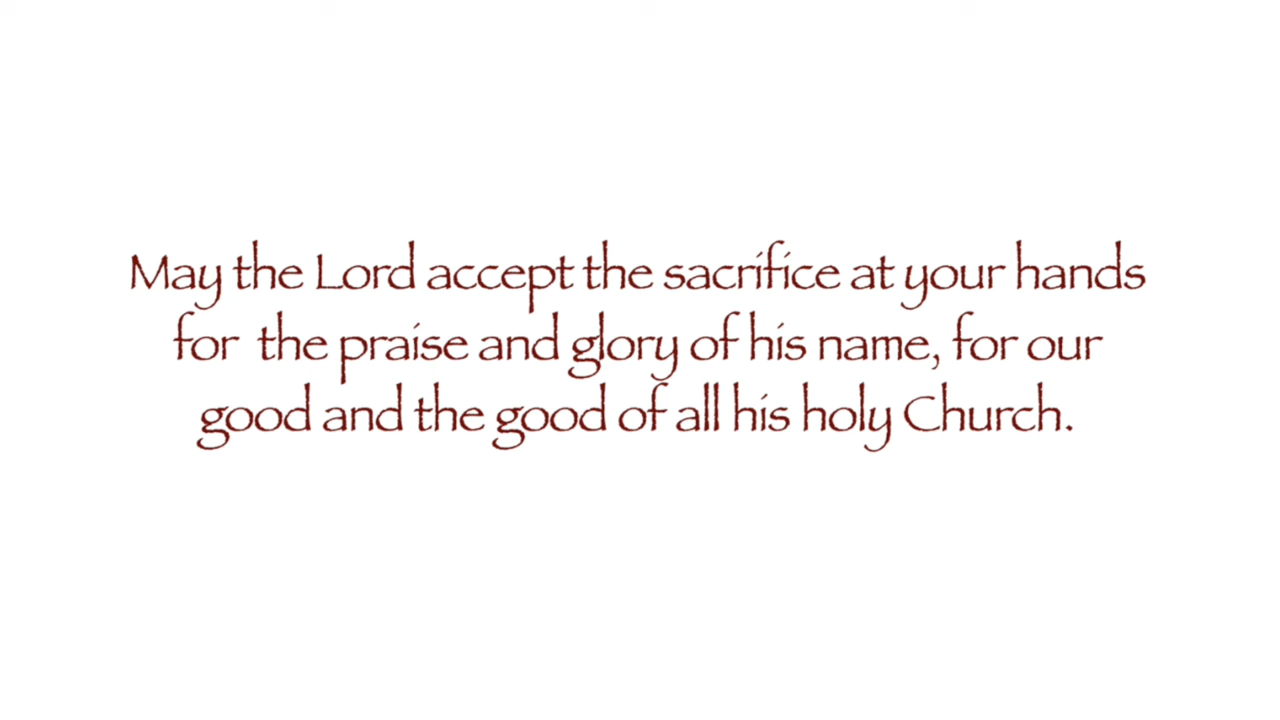 May the Lord accept the sacrifice at your hands
for the praise and glory of his name, for our
good and the good of all his holy Church.